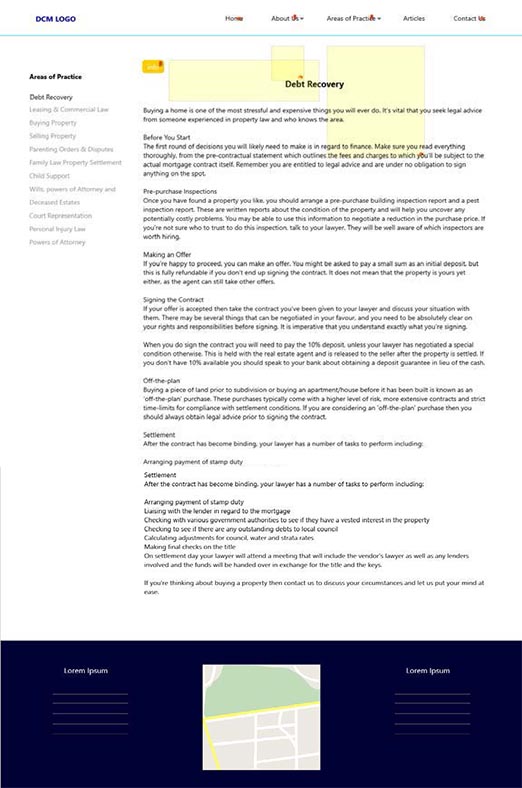 DCM LOGO
Home
About Us
Areas of Practice
Articles
Contact Us
Areas of Practice
Debt Recovery
Leasing & Commercial Law
Buying Property
Selling Property
Parenting Orders & Disputes
Family Law Property Settlement
Child Support
Wills, powers of Attorney and
Deceased Estates
Court Representation
Personal Injury Law
Powers of Attorney
Debt Recovery
Buying a home is one of the most stressful and expensive things you will ever do. It's vital that you seek legal advice
from someone experienced in property law and who knows the area.
Before You Start
The first round of decisions you will likely need to make is in regard to finance. Make sure you read everything
thoroughly, from the pre-contractual statement which outlines the fees and charges to which you'll be subject to the
actual mortgage contract itself. Remember you are entitled to legal advice and are under no obligation to sign
anything on the spot.
Pre-purchase Inspections
Once you have found a property you like, you should arrange a pre-purchase building inspection report and a pest
inspection report. These are written reports about the condition of the property and will help you uncover any
potentially costly problems. You may be able to use this information to negotiate a reduction in the purchase price. If
you're not sure who to trust to do this inspection, talk to your lawyer. They will be well aware of which inspectors are
worth hiring.
Making an Offer
If you're happy to proceed, you can make an offer. You might be asked to pay a small sum as an initial deposit, but
this is fully refundable if you don't end up signing the contract. It does not mean that the property is yours yet
either, as the agent can still take other offers.
Signing the Contract
If your offer is accepted then take the contract you've been given to your lawyer and discuss your situation with
them. There may be several things that can be negotiated in your favour, and you need to be absolutely clear on
your rights and responsibilities before signing. It is imperative that you understand exactly what you're signing.
When you do sign the contract you will need to pay the 10% deposit, unless your lawyer has negotiated a special
condition otherwise. This is held with the real estate agent and is released to the seller after the property is settled. If
you don't have 10% available you should speak to your bank about obtaining a deposit guarantee in lieu of the cash.
Off-the-plan
Buying a piece of land prior to subdivision or buying an apartment/house before it has been built is known as an
'off-the-plan' purchase. These purchases typically come with a higher level of risk, more extensive contracts and strict
time-limits for compliance with settlement conditions. If you are considering an 'off-the-plan' purchase then you
should always obtain legal advice prior to signing the contract.
Settlement
After the contract has become binding, your lawyer has a number of tasks to perform including:
Arranging payment of stamp duty
Settlement
After the contract has become binding, your lawyer has a number of tasks to perform including:
Arranging payment of stamp duty
Liaising with the lender in regard to the mortgage
Checking with various government authorities to see if they have a vested interest in the property
Checking to see if there are any outstanding debts to local council
Calculating adjustments for council, water and strata rates
Making final checks on the title
On settlement day your lawyer will attend a meeting that will include the vendor's lawyer as well as any lenders
involved and the funds will be handed over in exchange for the title and the keys.
If you're thinking about buying a property then contact us to discuss your circumstances and let us put your mind at
ease.
Lorem Ipsum
Lorem Ipsum